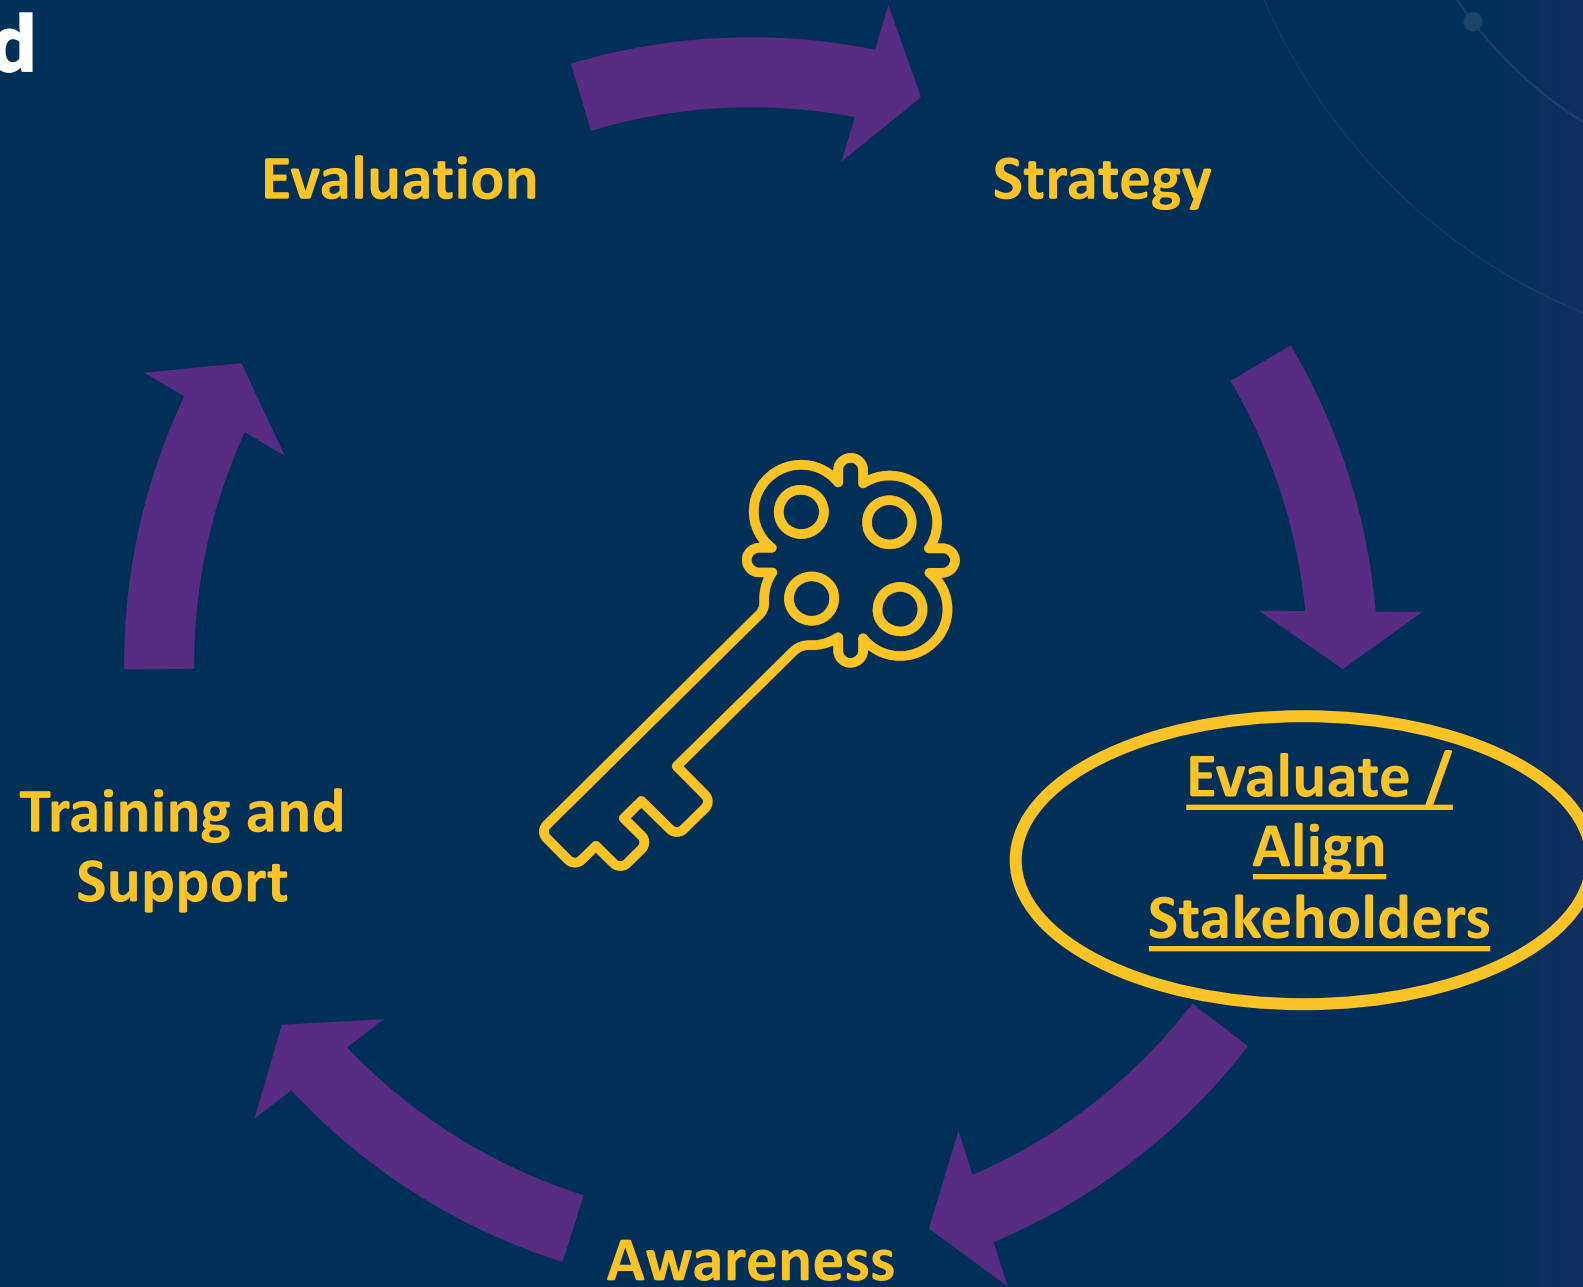 d
Evaluation
Strategy
Evaluate /
Align
Stakeholders
Training and
Support
Awareness